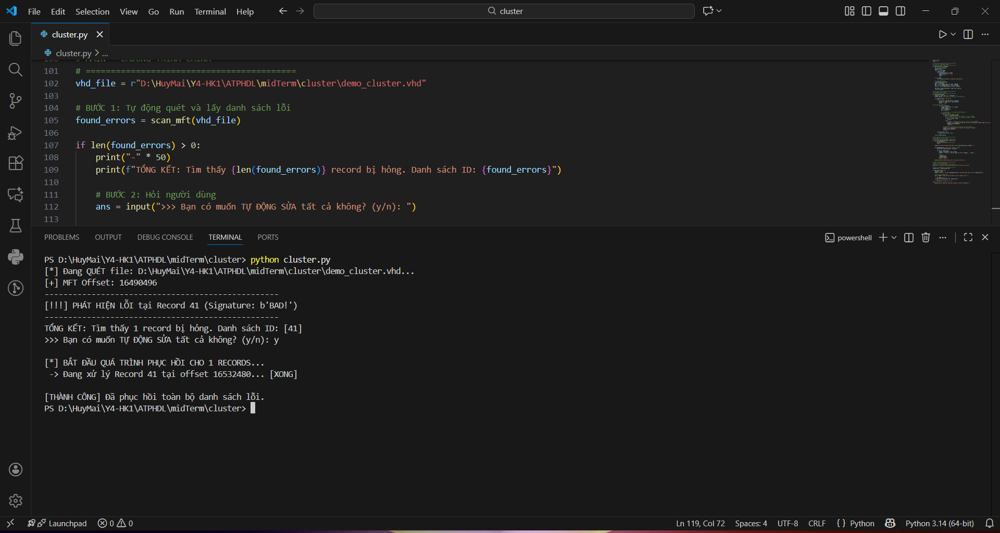 File Edit Selection View Go Run Terminal Help
cluster
cluster.py
cluster.py > ...
101 # ==========================================
102 vhd_file = r"D:\HuyMai\Y4-HK1\ATPHDL\midTerm\cluster\demo_cluster.vhd"
103
104 # BƯỚC 1: Tự động quét và lấy danh sách lỗi
105 found_errors = scan_mft(vhd_file)
106
107 if len(found_errors) > 0:
108 print("-" * 50)
109 print(f"TỔNG KẾT: Tìm thấy {len(found_errors)} record bị hỏng. Danh sách ID: {found_errors}")
110
111 # BƯỚC 2: Hỏi người dùng
112 ans = input(">>> Bạn có muốn TỰ ĐỘNG SỬA tất cả không? (y/n): ")
113
PROBLEMS OUTPUT DEBUG CONSOLE TERMINAL PORTS
powershell
PS D:\HuyMai\Y4-HK1\ATPHDL\midTerm\cluster> python cluster.py
[*] Đang QUÉT file: D:\HuyMai\Y4-HK1\ATPHDL\midTerm\cluster\demo_cluster.vhd...
[+] MFT Offset: 16490496
--------------------------------------------------
[!!!] PHÁT HIỆN LỖI tại Record 41 (Signature: b'BAD!')
--------------------------------------------------
TỔNG KẾT: Tìm thấy 1 record bị hỏng. Danh sách ID: [41]
>>> Bạn có muốn TỰ ĐỘNG SỬA tất cả không? (y/n): y
[*] BẮT ĐẦU QUÁ TRÌNH PHỤC HỒI CHO 1 RECORDS...
-> Đang xử lý Record 41 tại offset 16532480... [XONG]
[THÀNH CÔNG] Đã phục hồi toàn bộ danh sách lỗi.
PS D:\HuyMai\Y4-HK1\ATPHDL\midTerm\cluster>
Launchpad 0 0
Ln 119, Col 72 Spaces: 4 UTF-8 CRLF { } Python Python 3.14 (64-bit)